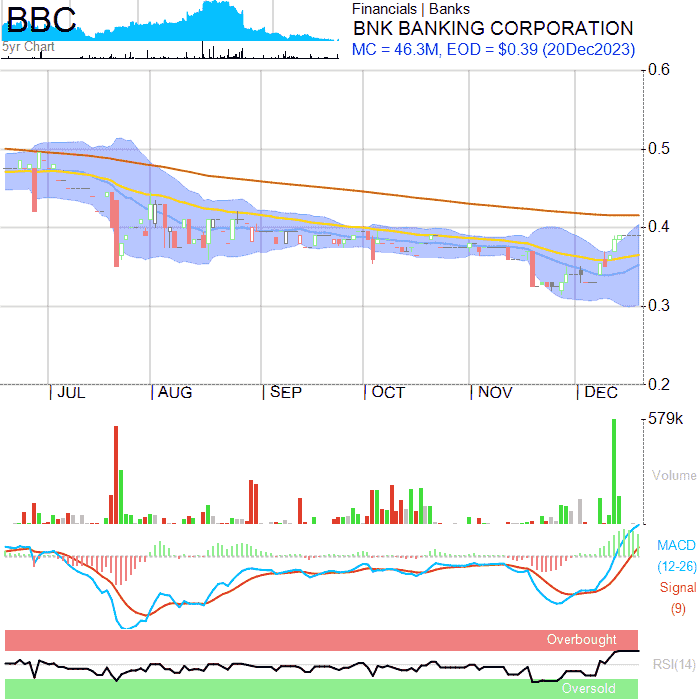 BBC
5yr Chart
Financials | Banks
BNK BANKING CORPORATION
MC = 46.3M, EOD = $0.39 (20Dec2023)
0.6
0.5
0.4
0.3
0.2
JUL AUG SEP OCT NOV DEC
579k
Volume
MACD
(12-26)
Signal
(9)
Overbought
RSI(14)
Oversold